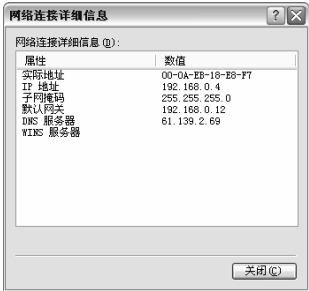 网络连接详细信息
网络连接详细信息(D):
属性 数值
实际地址 00-0A-EB-18-E8-F7
IP 地址 192.168.0.4
子网掩码 255.255.255.0
默认网关 192.168.0.12
DNS 服务器 61.139.2.69
WINS 服务器
关闭(C)